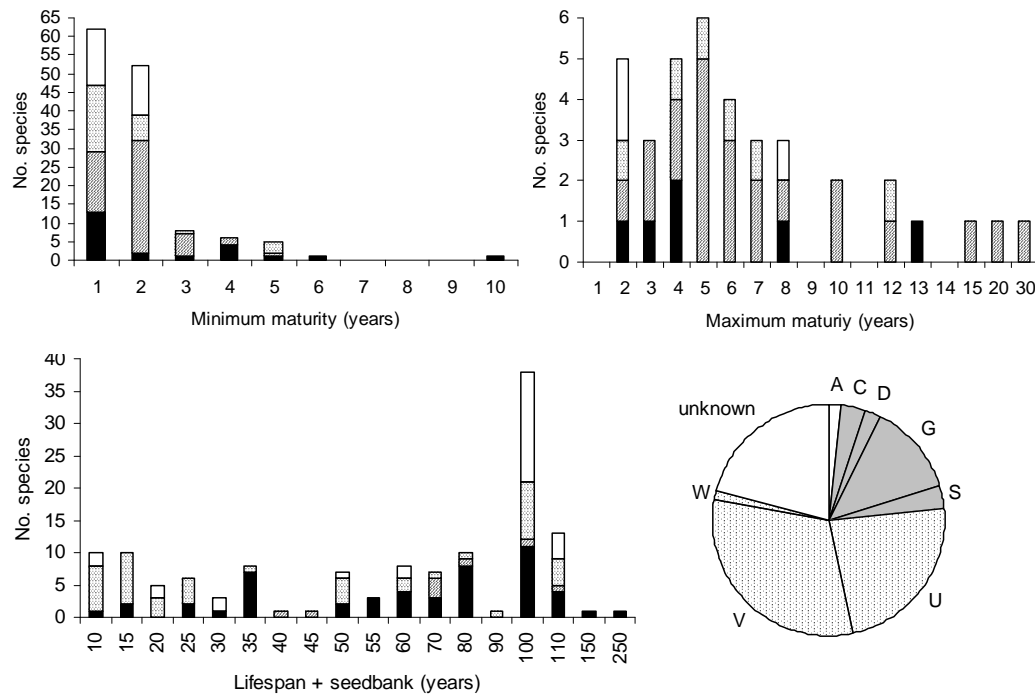 No. species
65
60
55
50
45
40
35
30
25
20
15
10
5
0
1 2 3 4 5 6 7 8 9 10
Minimum maturity (years)
No. species
6
5
4
3
2
1
0
1 2 3 4 5 6 7 8 9 10 11 12 13 14 15 20 30
Maximum maturiy (years)
No. species
40
35
30
25
20
15
10
5
0
10 15 20 25 30 35 40 45 50 55 60 70 80 90 100 110 150 250
Lifespan + seedbank (years)
A C D
unknown
G
W
S
V
U